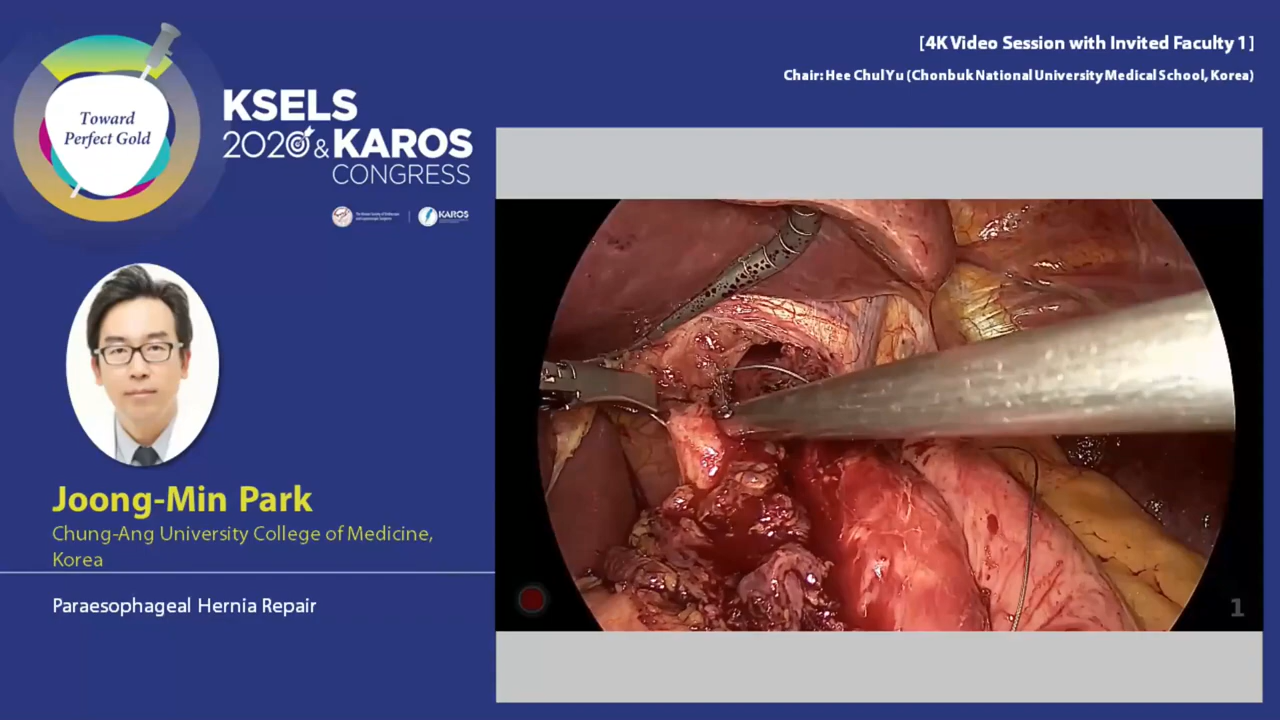 [4K Video Session with Invited Faculty 1]
Chair: Hee Chul Yu (Chonbuk National University Medical School, Korea)
Toward
Perfect Gold
KSELS
2020 & KAROS
CONGRESS
KAROS
Joong-Min Park
Chung-Ang University College of Medicine,
Korea
Paraesophageal Hernia Repair
1